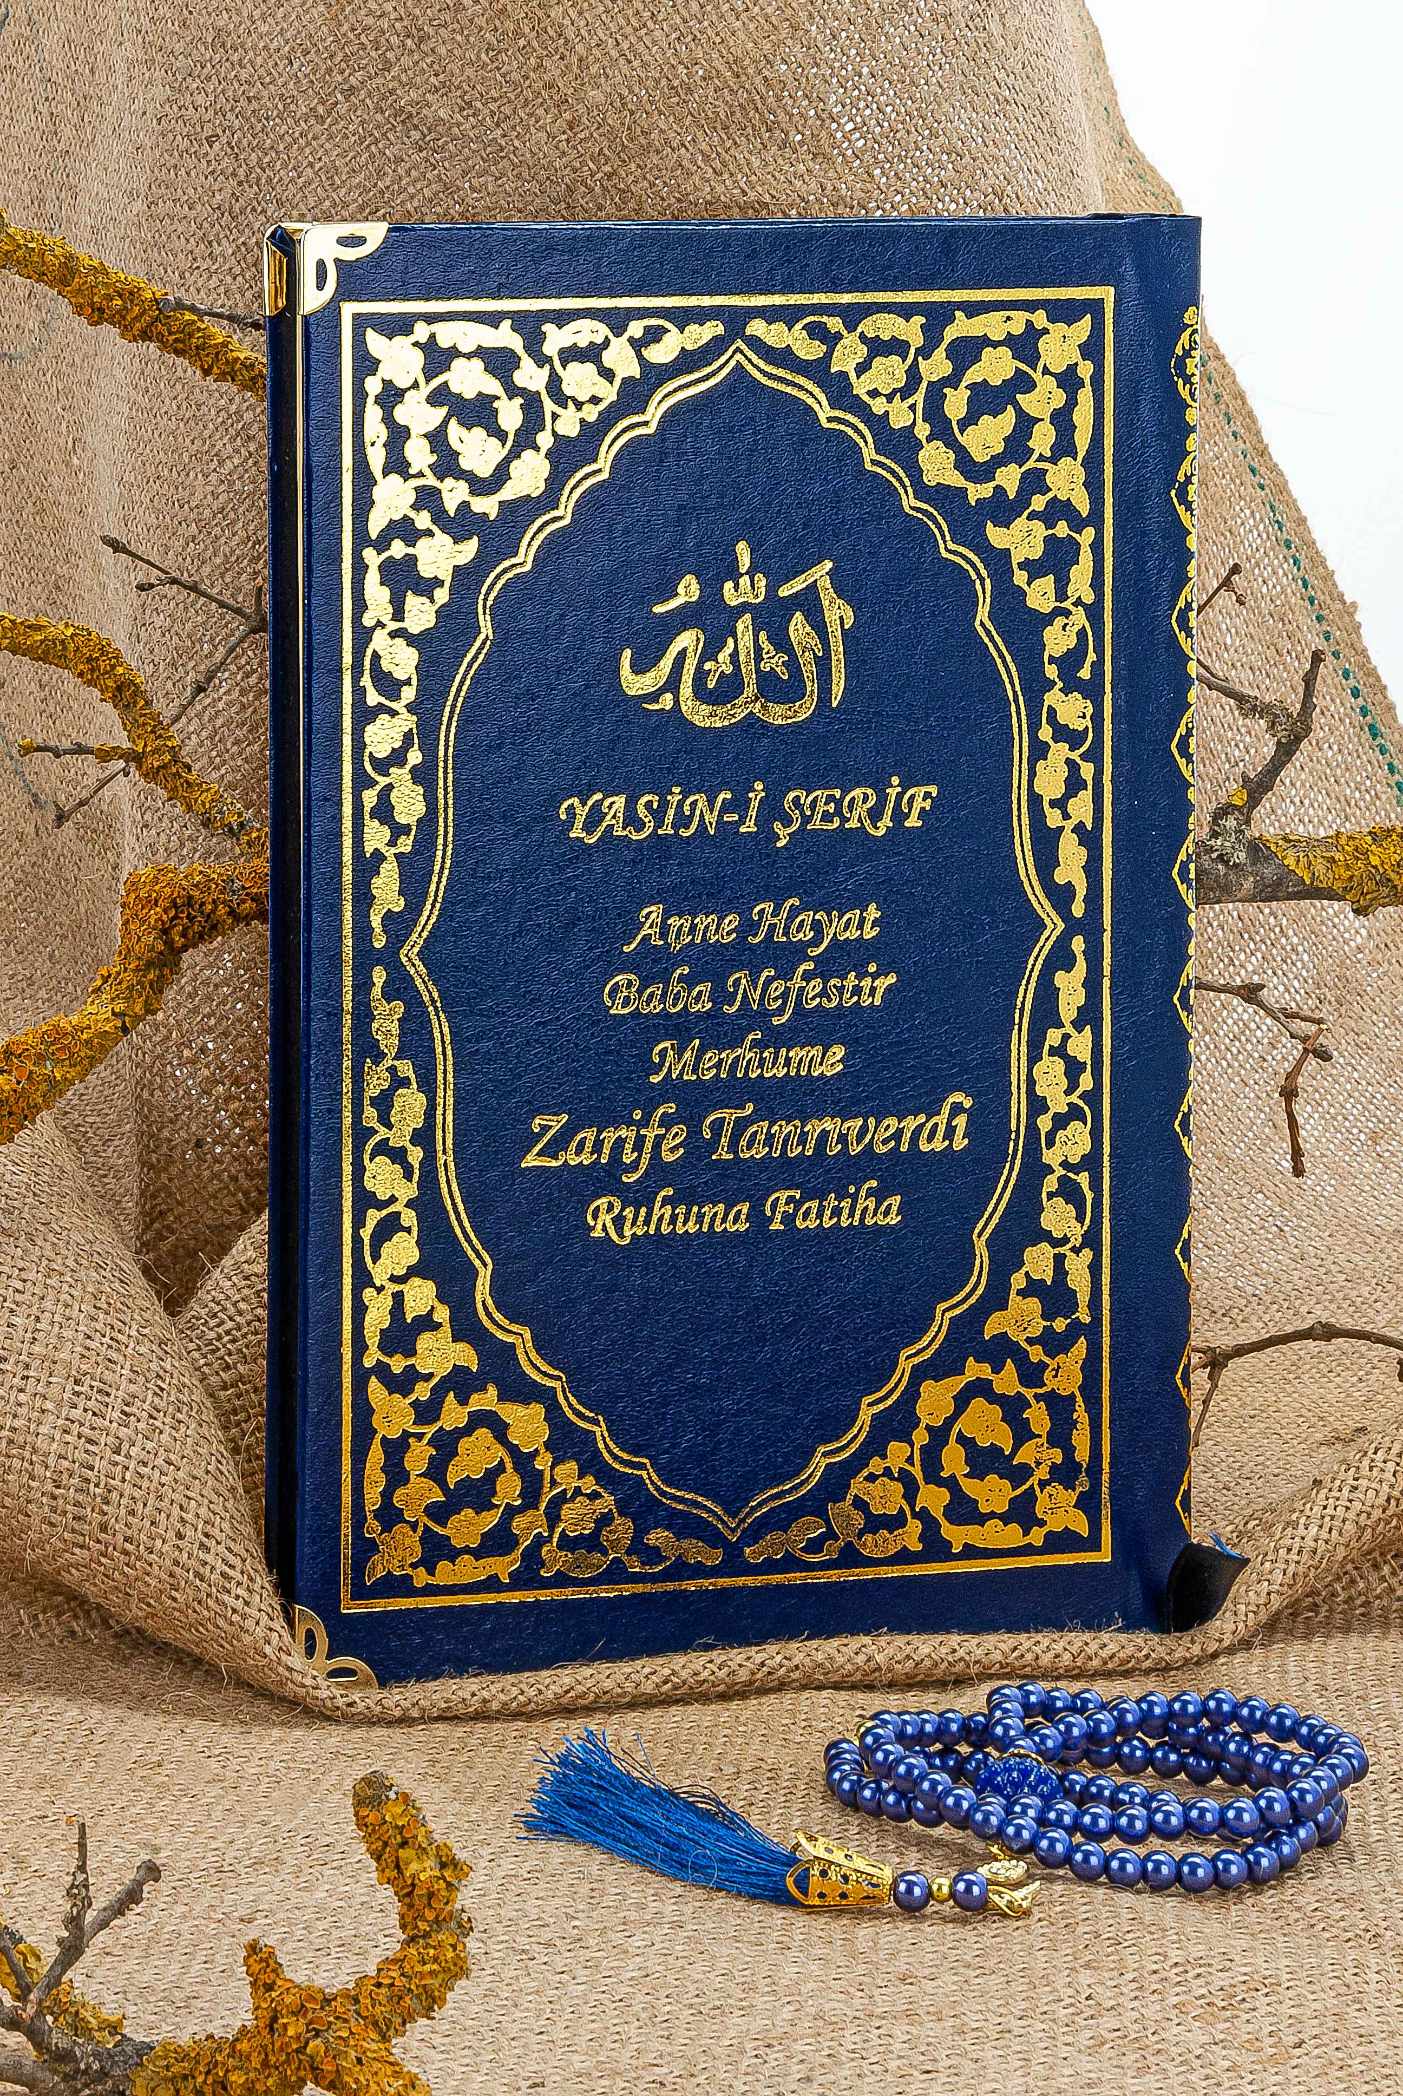 الله
YASİN-İ ŞERİF
Anne Hayat
Baba Nefestir
Merhume
Zarife Tanrıverdi
Ruhuna Fatiha